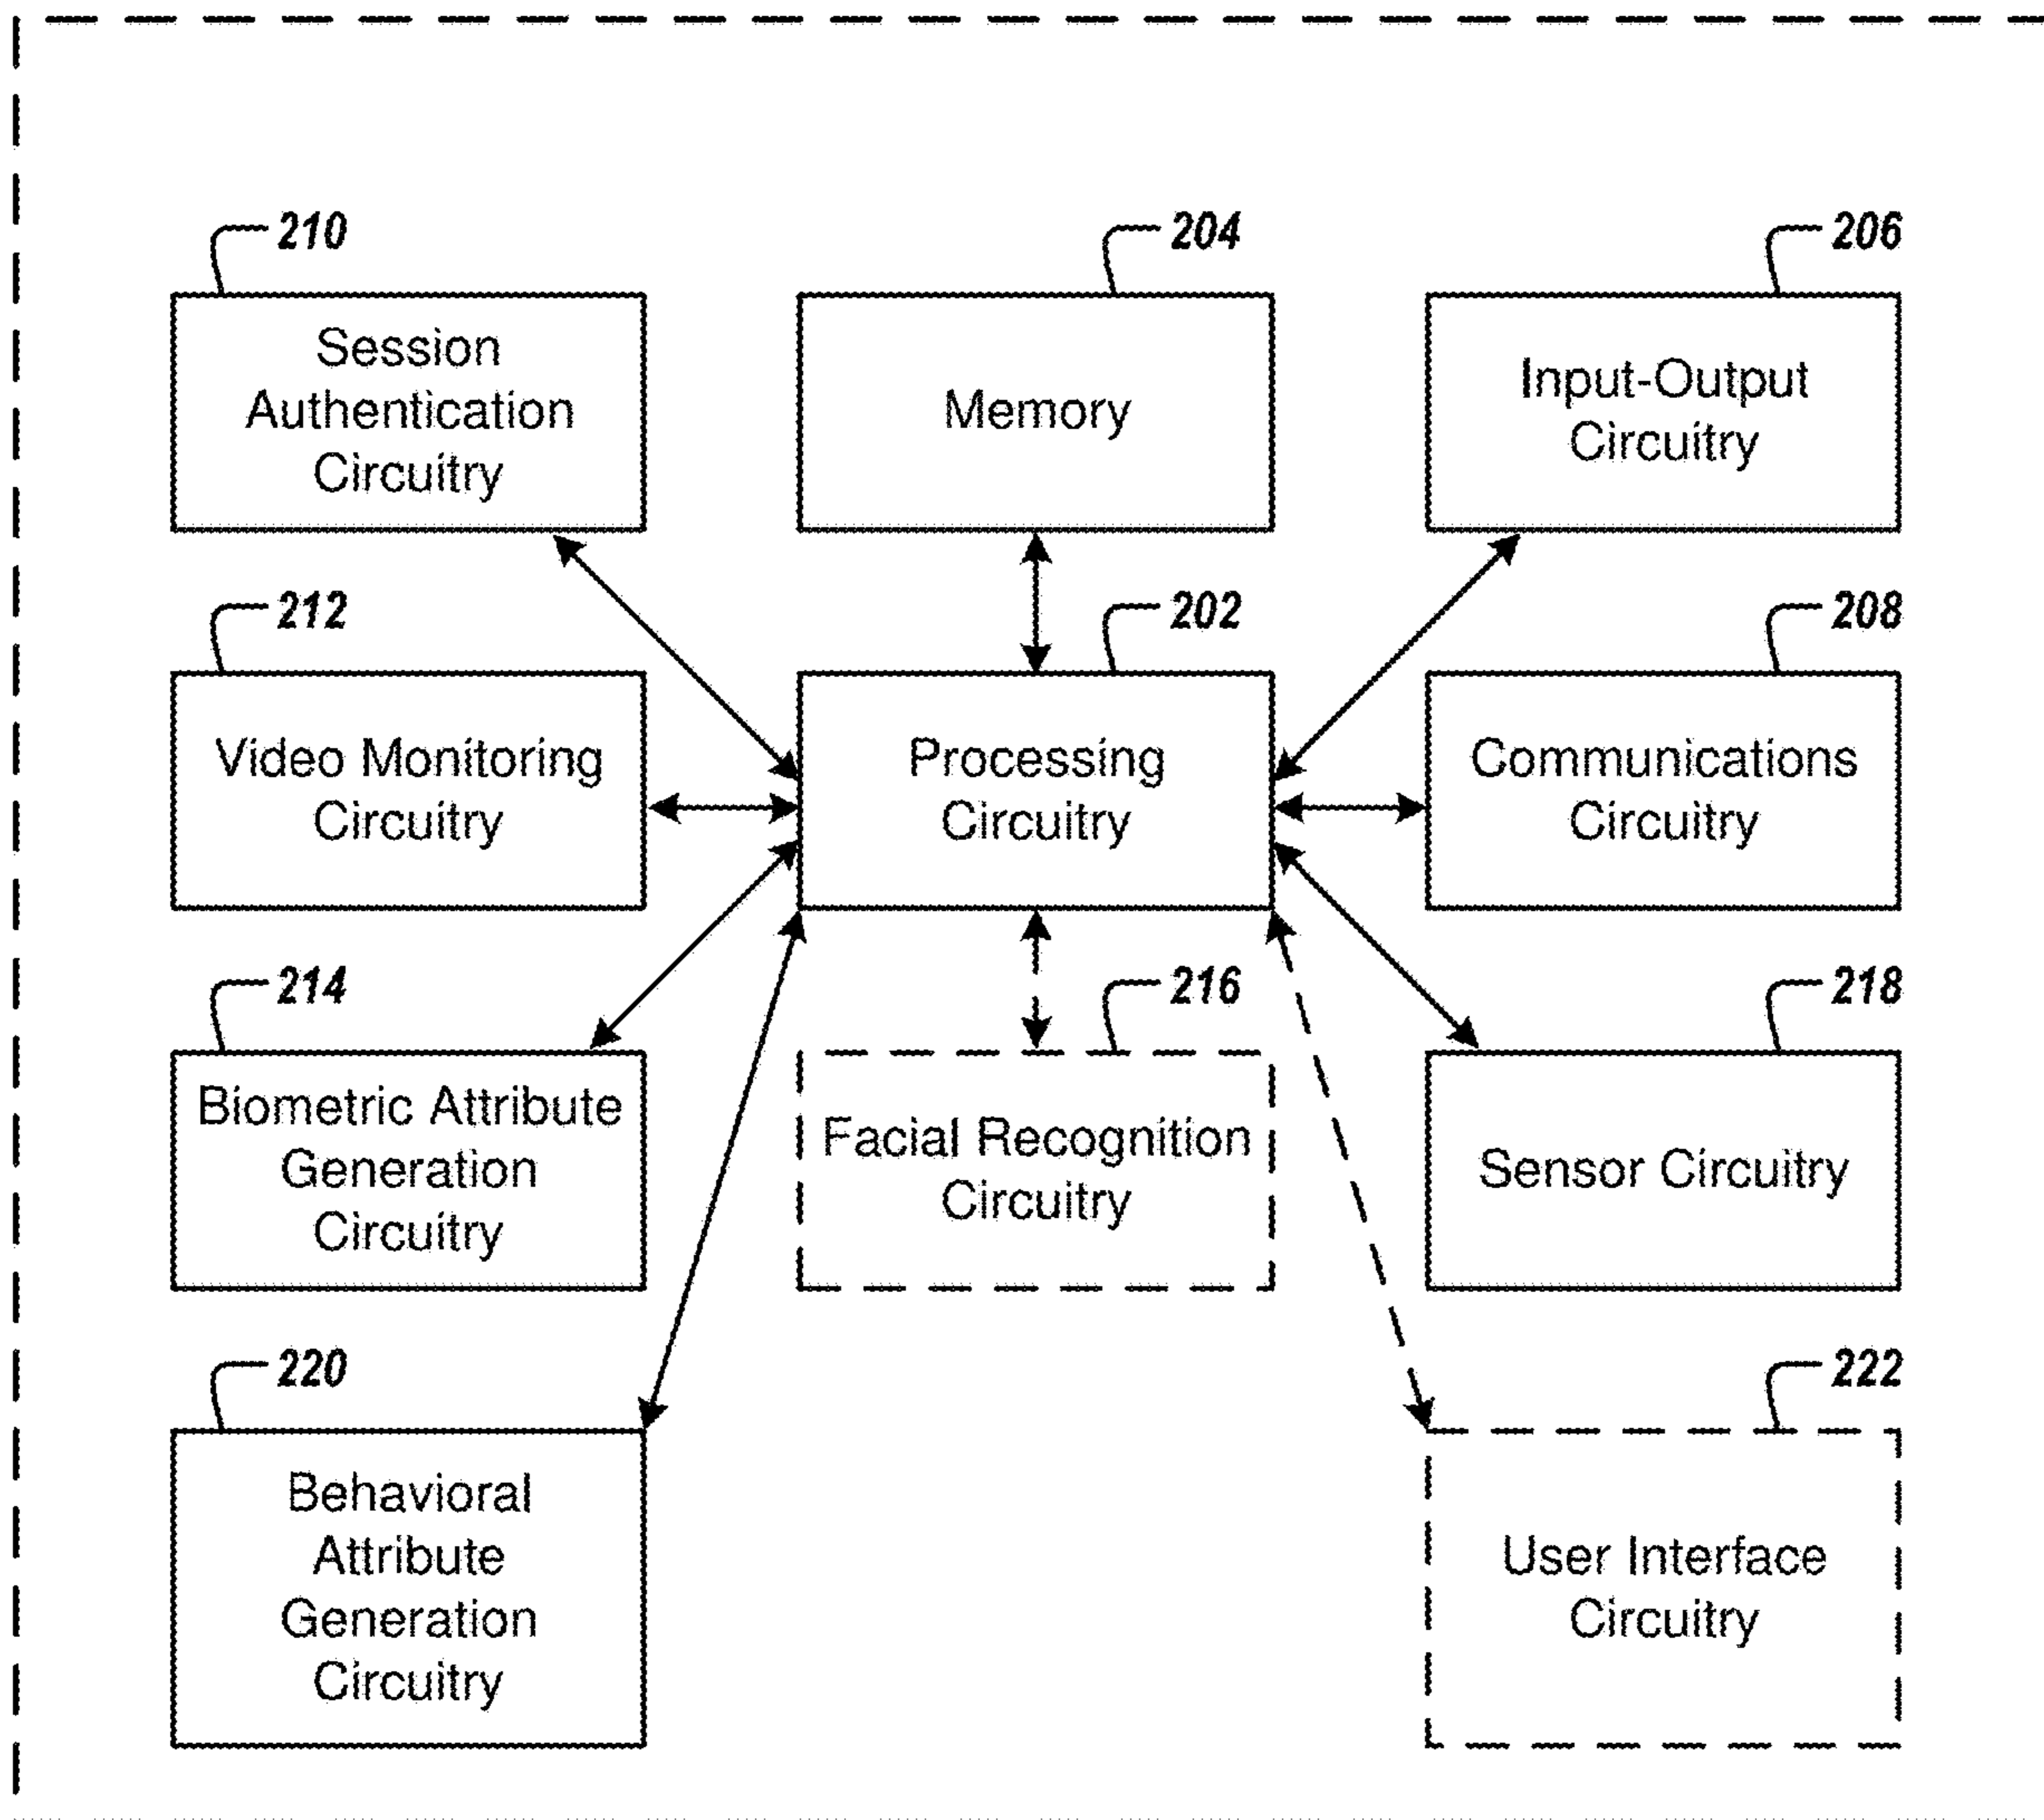 210
Session
Authentication
Circuitry
204
Memory
206
Input-Output
Circuitry
212
Video Monitoring
Circuitry
202
Processing
Circuitry
208
Communications
Circuitry
214
Biometric Attribute
Generation
Circuitry
216
Facial Recognition
Circuitry
218
Sensor Circuitry
220
Behavioral
Attribute
Generation
Circuitry
222
User Interface
Circuitry